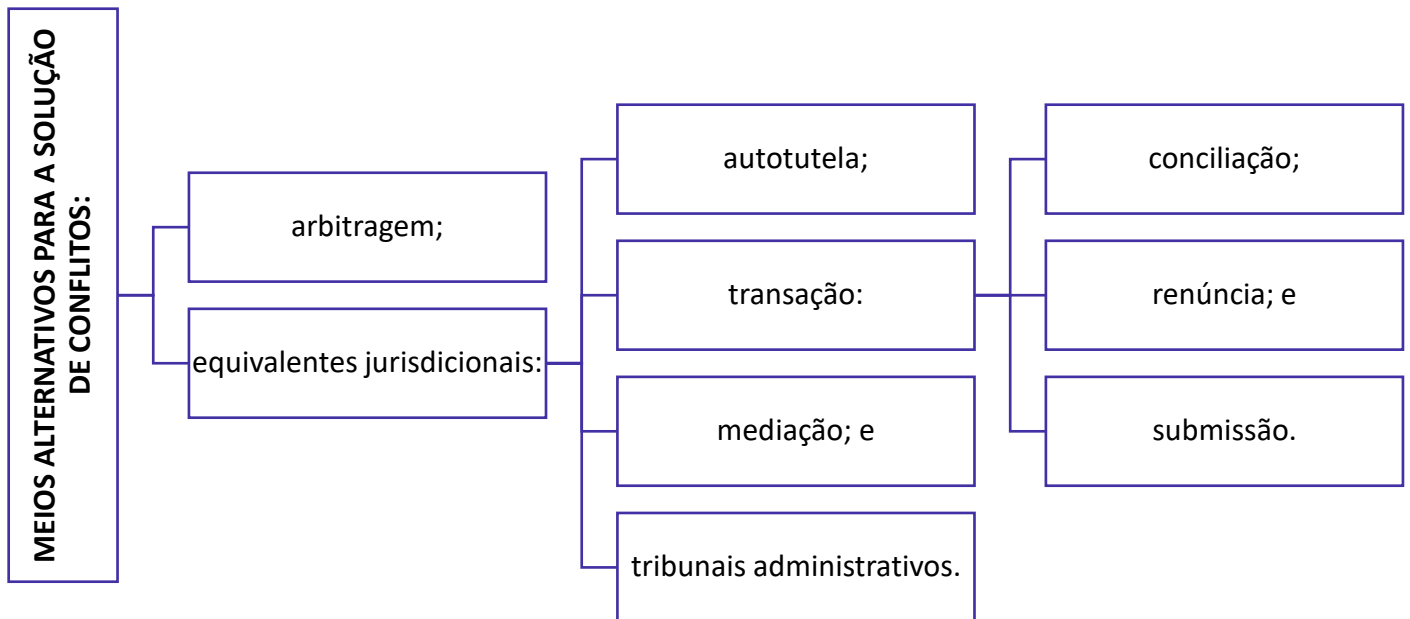 MEIOS ALTERNATIVOS PARA A SOLUÇÃO
DE CONFLITOS:
arbitragem;
equivalentes jurisdicionais:
autotutela;
transação:
mediação; e
tribunais administrativos.
conciliação;
renúncia; e
submissão.